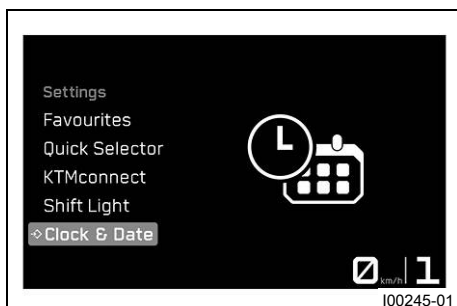 Settings
Favourites
Quick Selector
KTMconnect
Shift Light
Clock & Date
0 km/h 1
I00245-01